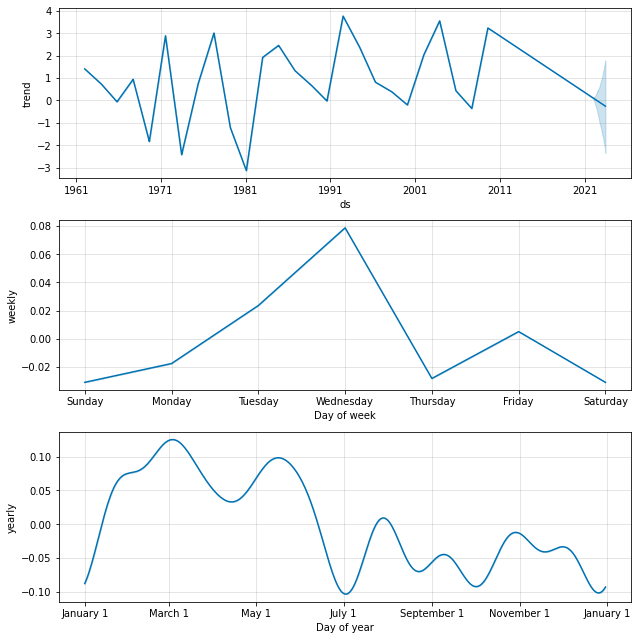 4
3
2
1
0
−1
−2
−3
trend
1961 1971 1981 1991 2001 2011 2021
ds
0.08
0.06
0.04
0.02
0.00
−0.02
weekly
Sunday Monday Tuesday Wednesday Thursday Friday Saturday
Day of week
0.10
0.05
0.00
−0.05
−0.10
yearly
January 1 March 1 May 1 July 1 September 1 November 1 January 1
Day of year